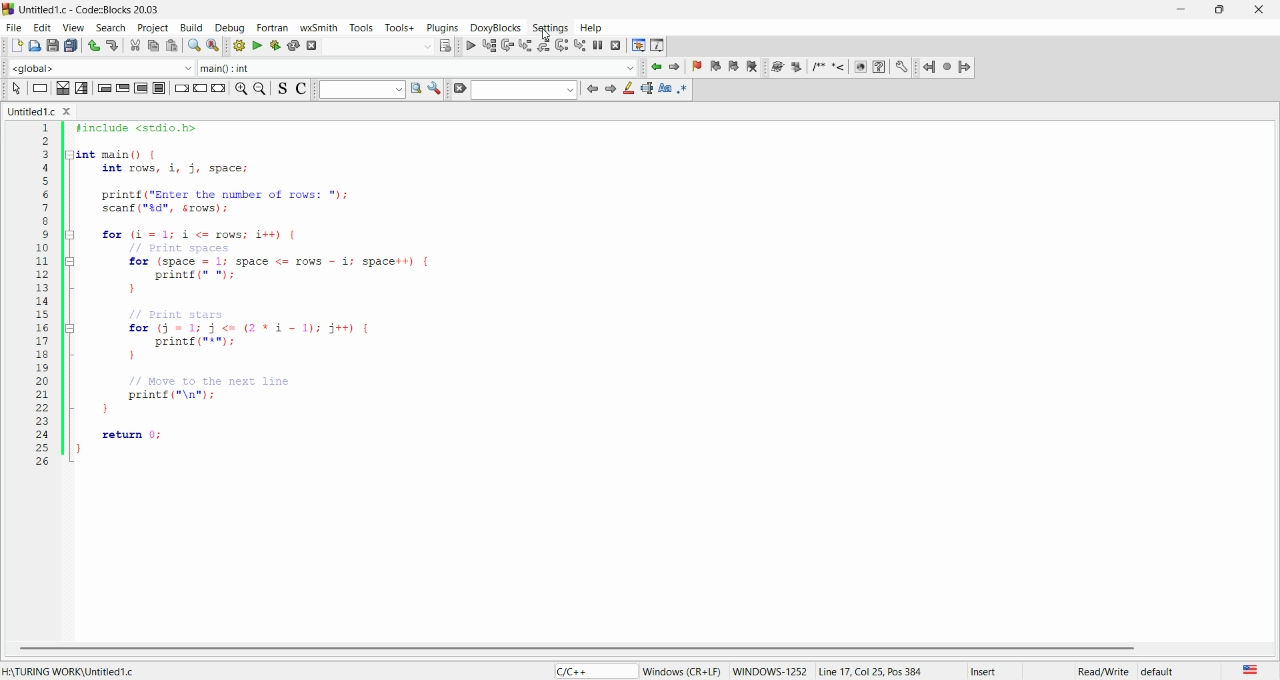 Untitled1.c - Code::Blocks 20.03
File Edit View Search Project Build Debug Fortran wxSmith Tools Tools+ Plugins DoxyBlocks Settings Help
<global> main() : int
/** *<
S C Aa .*
Untitled1.c
1 #include <stdio.h>
2
3 int main() {
4 int rows, i, j, space;
5
6 printf("Enter the number of rows: ");
7 scanf("%d", &rows);
8
9 for (i = 1; i <= rows; i++) {
10 // Print spaces
11 for (space = 1; space <= rows - i; space++) {
12 printf(" ");
13 }
14
15 // Print stars
16 for (j = 1; j <= (2 * i - 1); j++) {
17 printf("*");
18 }
19
20 // Move to the next line
21 printf("\n");
22 }
23
24 return 0;
25 }
26
H:\TURING WORK\Untitled1.c C/C++ Windows (CR+LF) WINDOWS-1252 Line 17, Col 25, Pos 384 Insert Read/Write default